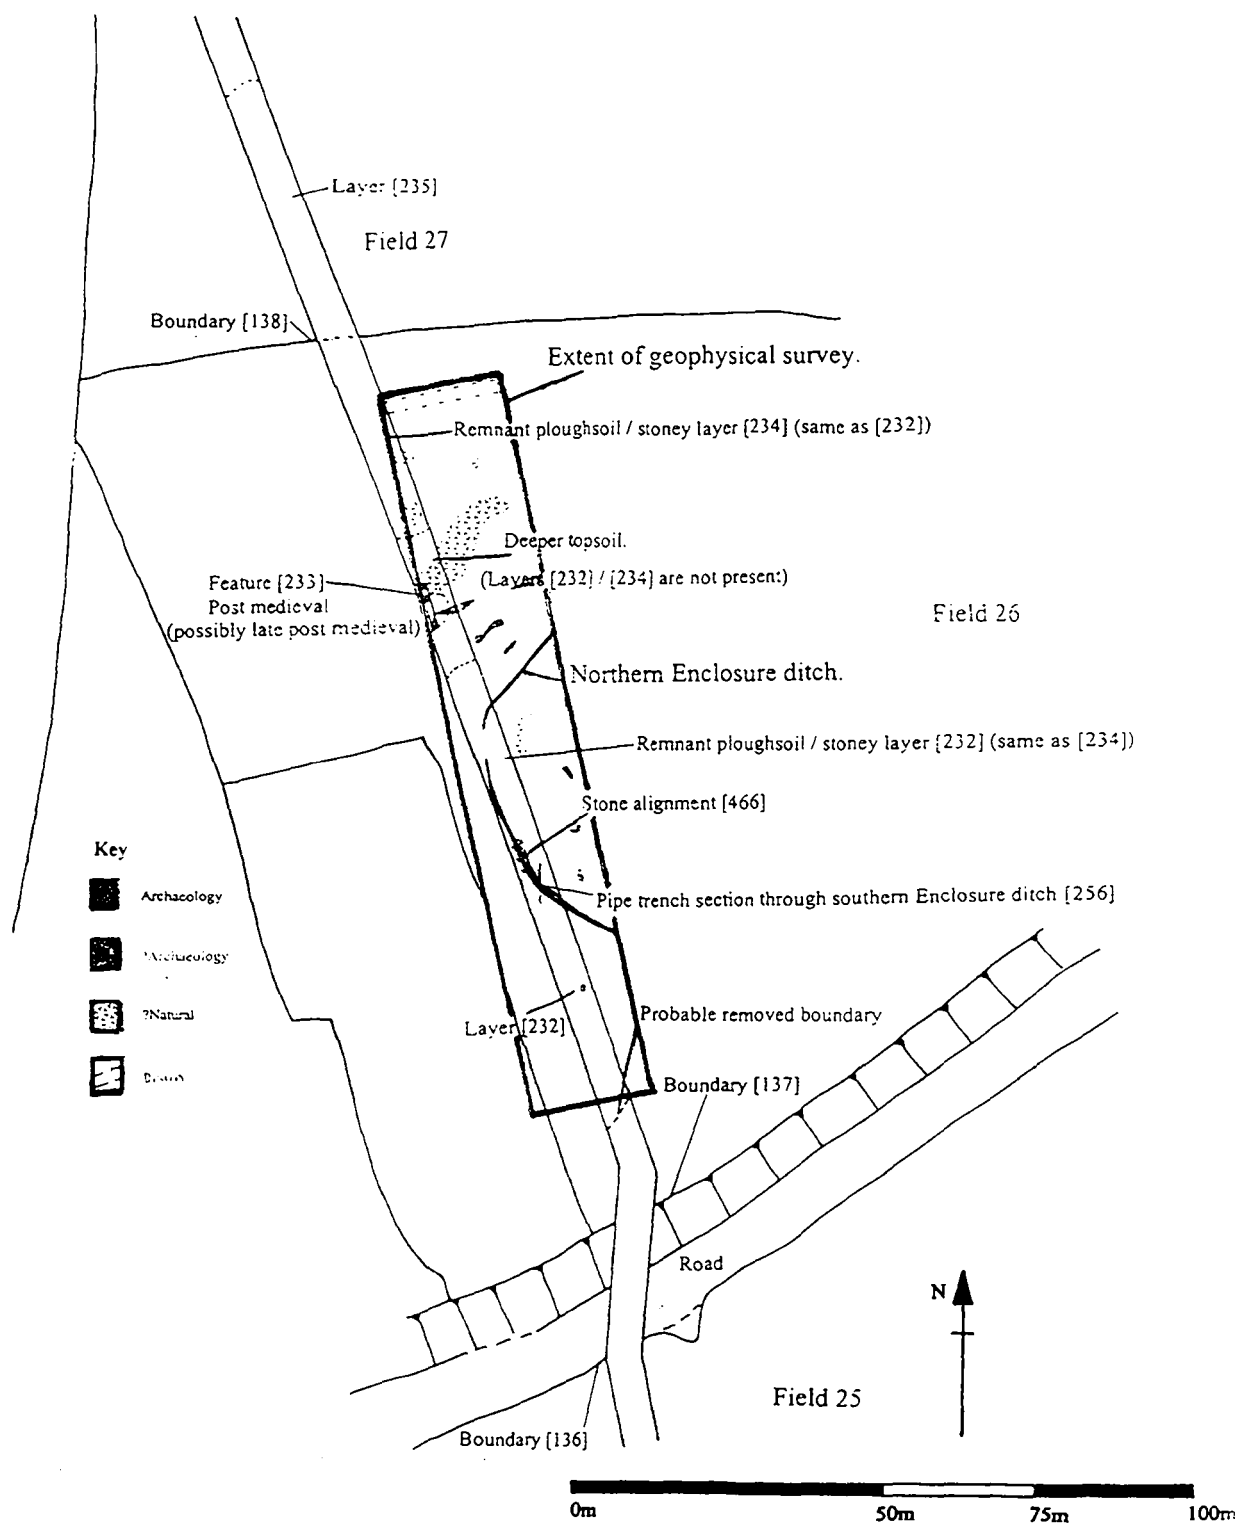 Layer [235]
Field 27
Boundary [138]
Extent of geophysical survey.
Remnant ploughsoil / stoney layer [234] (same as [232])
Deeper topsoil.
(Layers [232] / [234] are not present)
Feature [233]
Post medieval
(possibly late post medieval)
Field 26
Northern Enclosure ditch.
Remnant ploughsoil / stoney layer [232] (same as [234])
Stone alignment [466]
Key
Archaeology
Pipe trench section through southern Enclosure ditch [256]
?Archaeology
?Natural
Layer [232]
Probable removed boundary
Boundary [137]
Road
N
Field 25
Boundary [136]
0m 50m 75m 100m